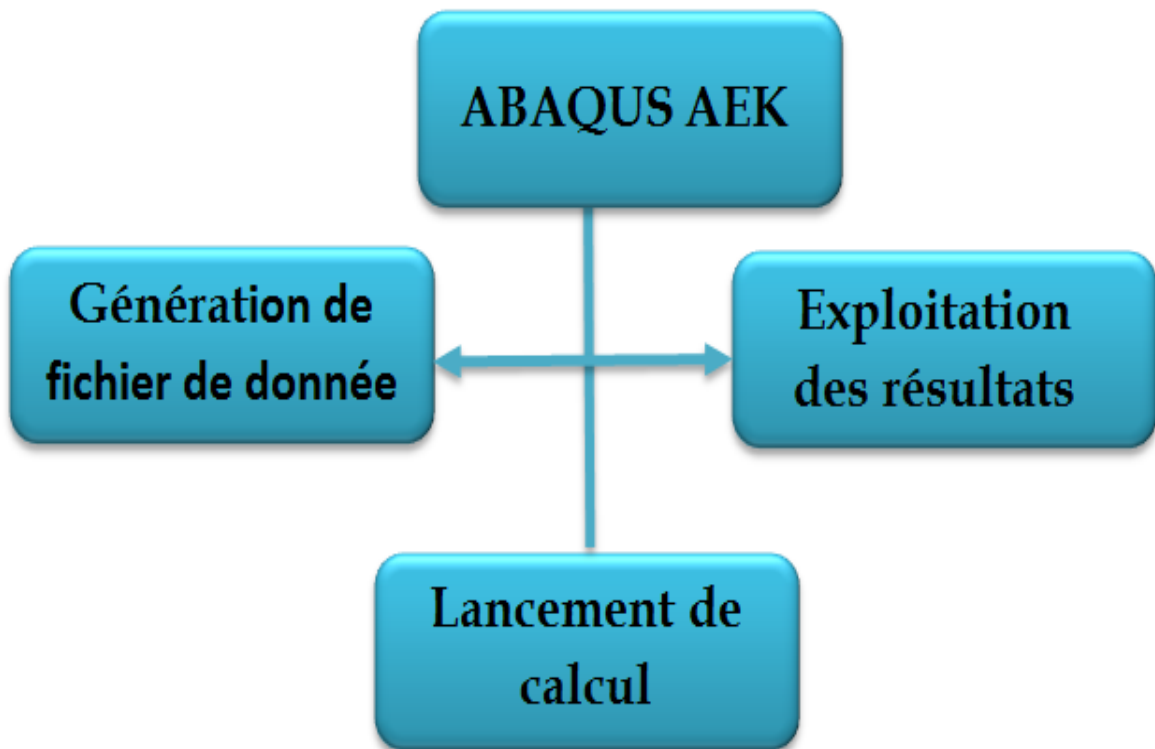 ABAQUS AEK
Génération de
fichier de donnée
Exploitation
des résultats
Lancement de
calcul